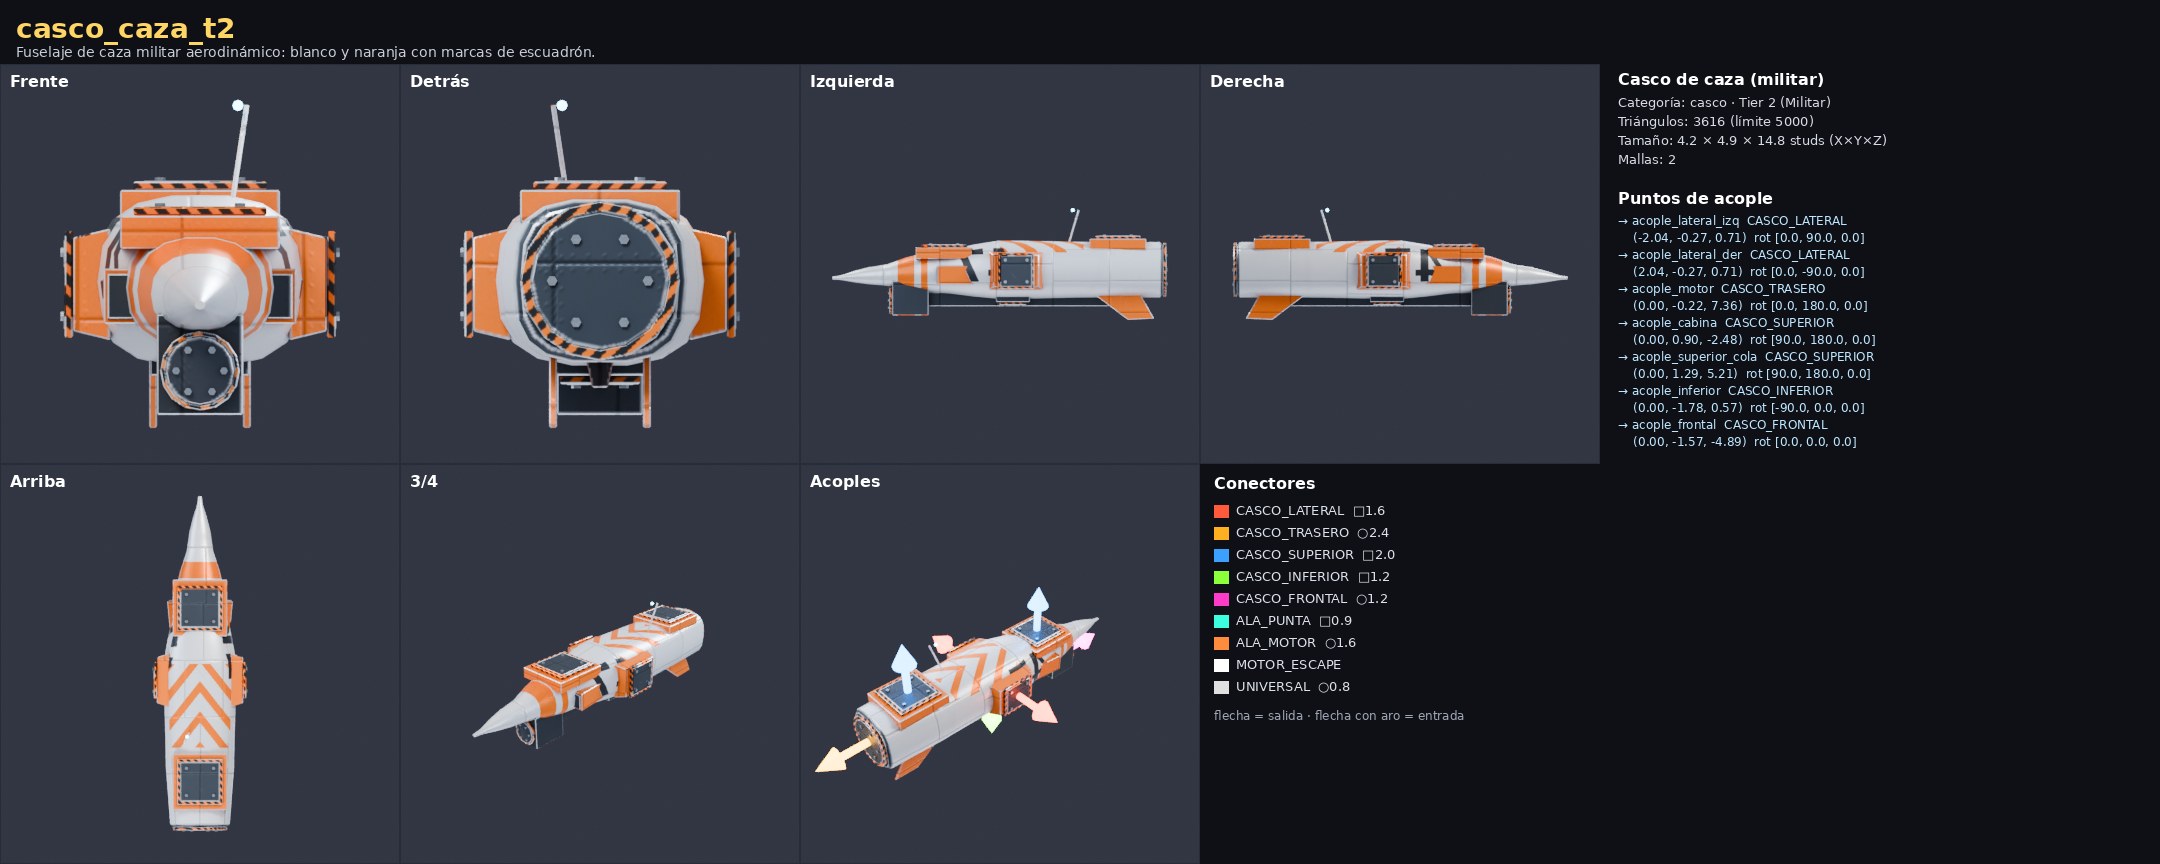 casco_caza_t2
Fuselaje de caza militar aerodinámico: blanco y naranja con marcas de escuadrón.
Frente
Detrás
Izquierda
Derecha
Casco de caza (militar)
Categoría: casco · Tier 2 (Militar)
Triángulos: 3616 (límite 5000)
Tamaño: 4.2 × 4.9 × 14.8 studs (X×Y×Z)
Mallas: 2
Puntos de acople
→ acople_lateral_izq  CASCO_LATERAL
(-2.04, -0.27, 0.71)  rot [0.0, 90.0, 0.0]
→ acople_lateral_der  CASCO_LATERAL
(2.04, -0.27, 0.71)  rot [0.0, -90.0, 0.0]
→ acople_motor  CASCO_TRASERO
(0.00, -0.22, 7.36)  rot [0.0, 180.0, 0.0]
→ acople_cabina  CASCO_SUPERIOR
(0.00, 0.90, -2.48)  rot [90.0, 180.0, 0.0]
→ acople_superior_cola  CASCO_SUPERIOR
(0.00, 1.29, 5.21)  rot [90.0, 180.0, 0.0]
→ acople_inferior  CASCO_INFERIOR
(0.00, -1.78, 0.57)  rot [-90.0, 0.0, 0.0]
→ acople_frontal  CASCO_FRONTAL
(0.00, -1.57, -4.89)  rot [0.0, 0.0, 0.0]
Arriba
3/4
Acoples
Conectores
CASCO_LATERAL  □1.6
CASCO_TRASERO  ○2.4
CASCO_SUPERIOR  □2.0
CASCO_INFERIOR  □1.2
CASCO_FRONTAL  ○1.2
ALA_PUNTA  □0.9
ALA_MOTOR  ○1.6
MOTOR_ESCAPE
UNIVERSAL  ○0.8
flecha = salida · flecha con aro = entrada